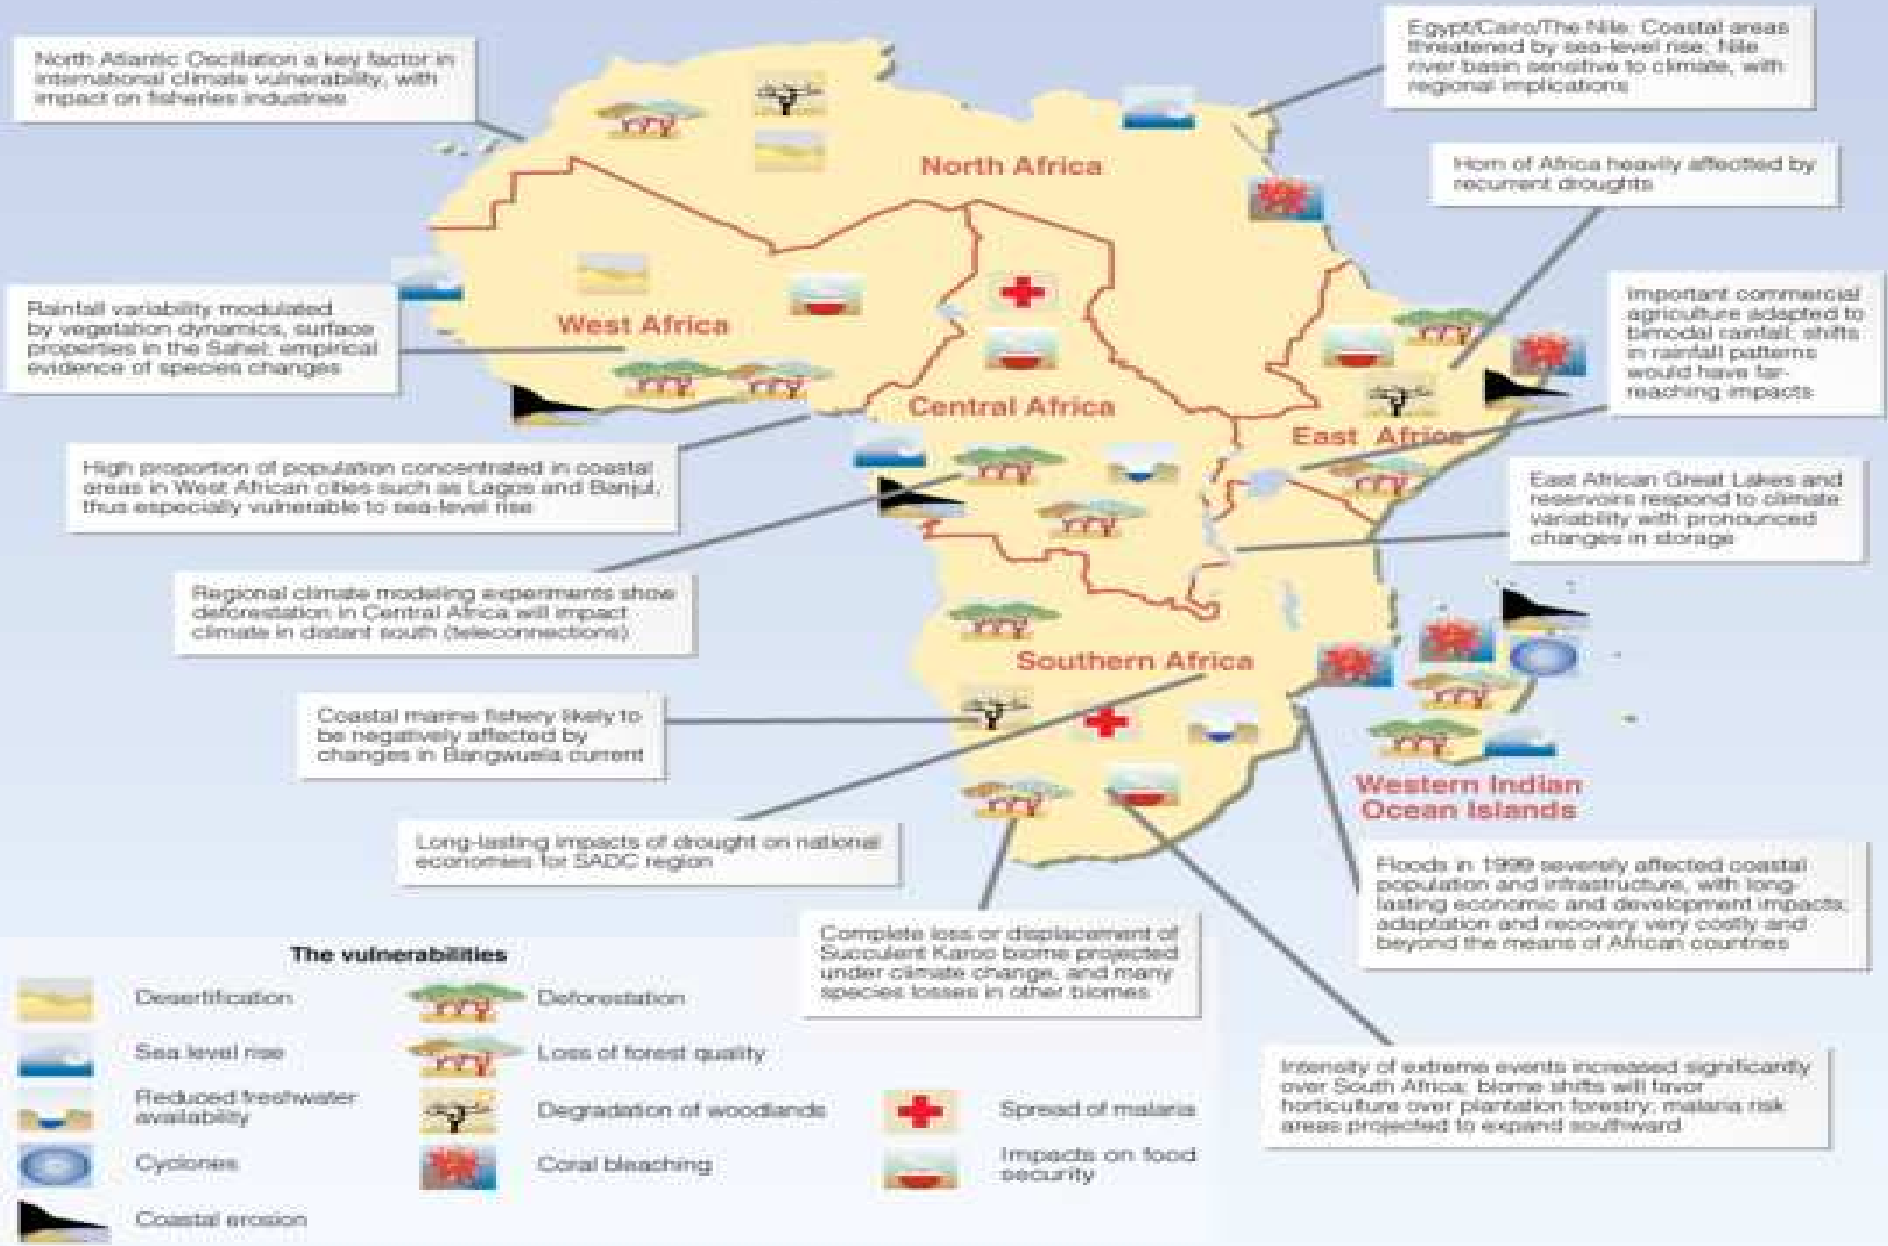 North Atlantic Oscillation a key factor in
international climate vulnerability, with
impact on fisheries industries
Egypt/Cairo/The Nile: Coastal areas
threatened by sea-level rise; Nile
river basin sensitive to climate, with
regional implications
North Africa
Horn of Africa heavily affectted by
recurrent droughts
Rainfall variability modulated
by vegetation dynamics, surface
properties in the Sahel; empirical
evidence of species changes
West Africa
Important commercial
agriculture adapted to
bimodal rainfall; shifts
in rainfall patterns
would have far-
reaching impacts
Central Africa
East Africa
High proportion of population concentrated in coastal
areas in West African cities such as Lagos and Banjul,
thus especially vulnerable to sea-level rise
East African Great Lakes and
reservoirs respond to climate
variability with pronounced
changes in storage
Regional climate modeling experiments show
deforestation in Central Africa will impact
climate in distant south (teleconnections)
Southern Africa
Coastal marine fishery likely to
be negatively affected by
changes in Bangwuela current
Western Indian
Ocean Islands
Long-lasting impacts of drought on national
economies for SADC region
Floods in 1999 severely affected coastal
population and infrastructure, with long-
lasting economic and development impacts;
adaptation and recovery very costly and
beyond the means of African countries
Complete loss or displacement of
Succulent Karoo biome projected
under climate change, and many
species losses in other biomes
Intensity of extreme events increased significantly
over South Africa; biome shifts will favor
horticulture over plantation forestry; malaria risk
areas projected to expand southward
The vulnerabilities
Desertification
Sea level rise
Reduced freshwater
availability
Cyclones
Coastal erosion
Deforestation
Loss of forest quality
Degradation of woodlands
Coral bleaching
Spread of malaria
Impacts on food
security